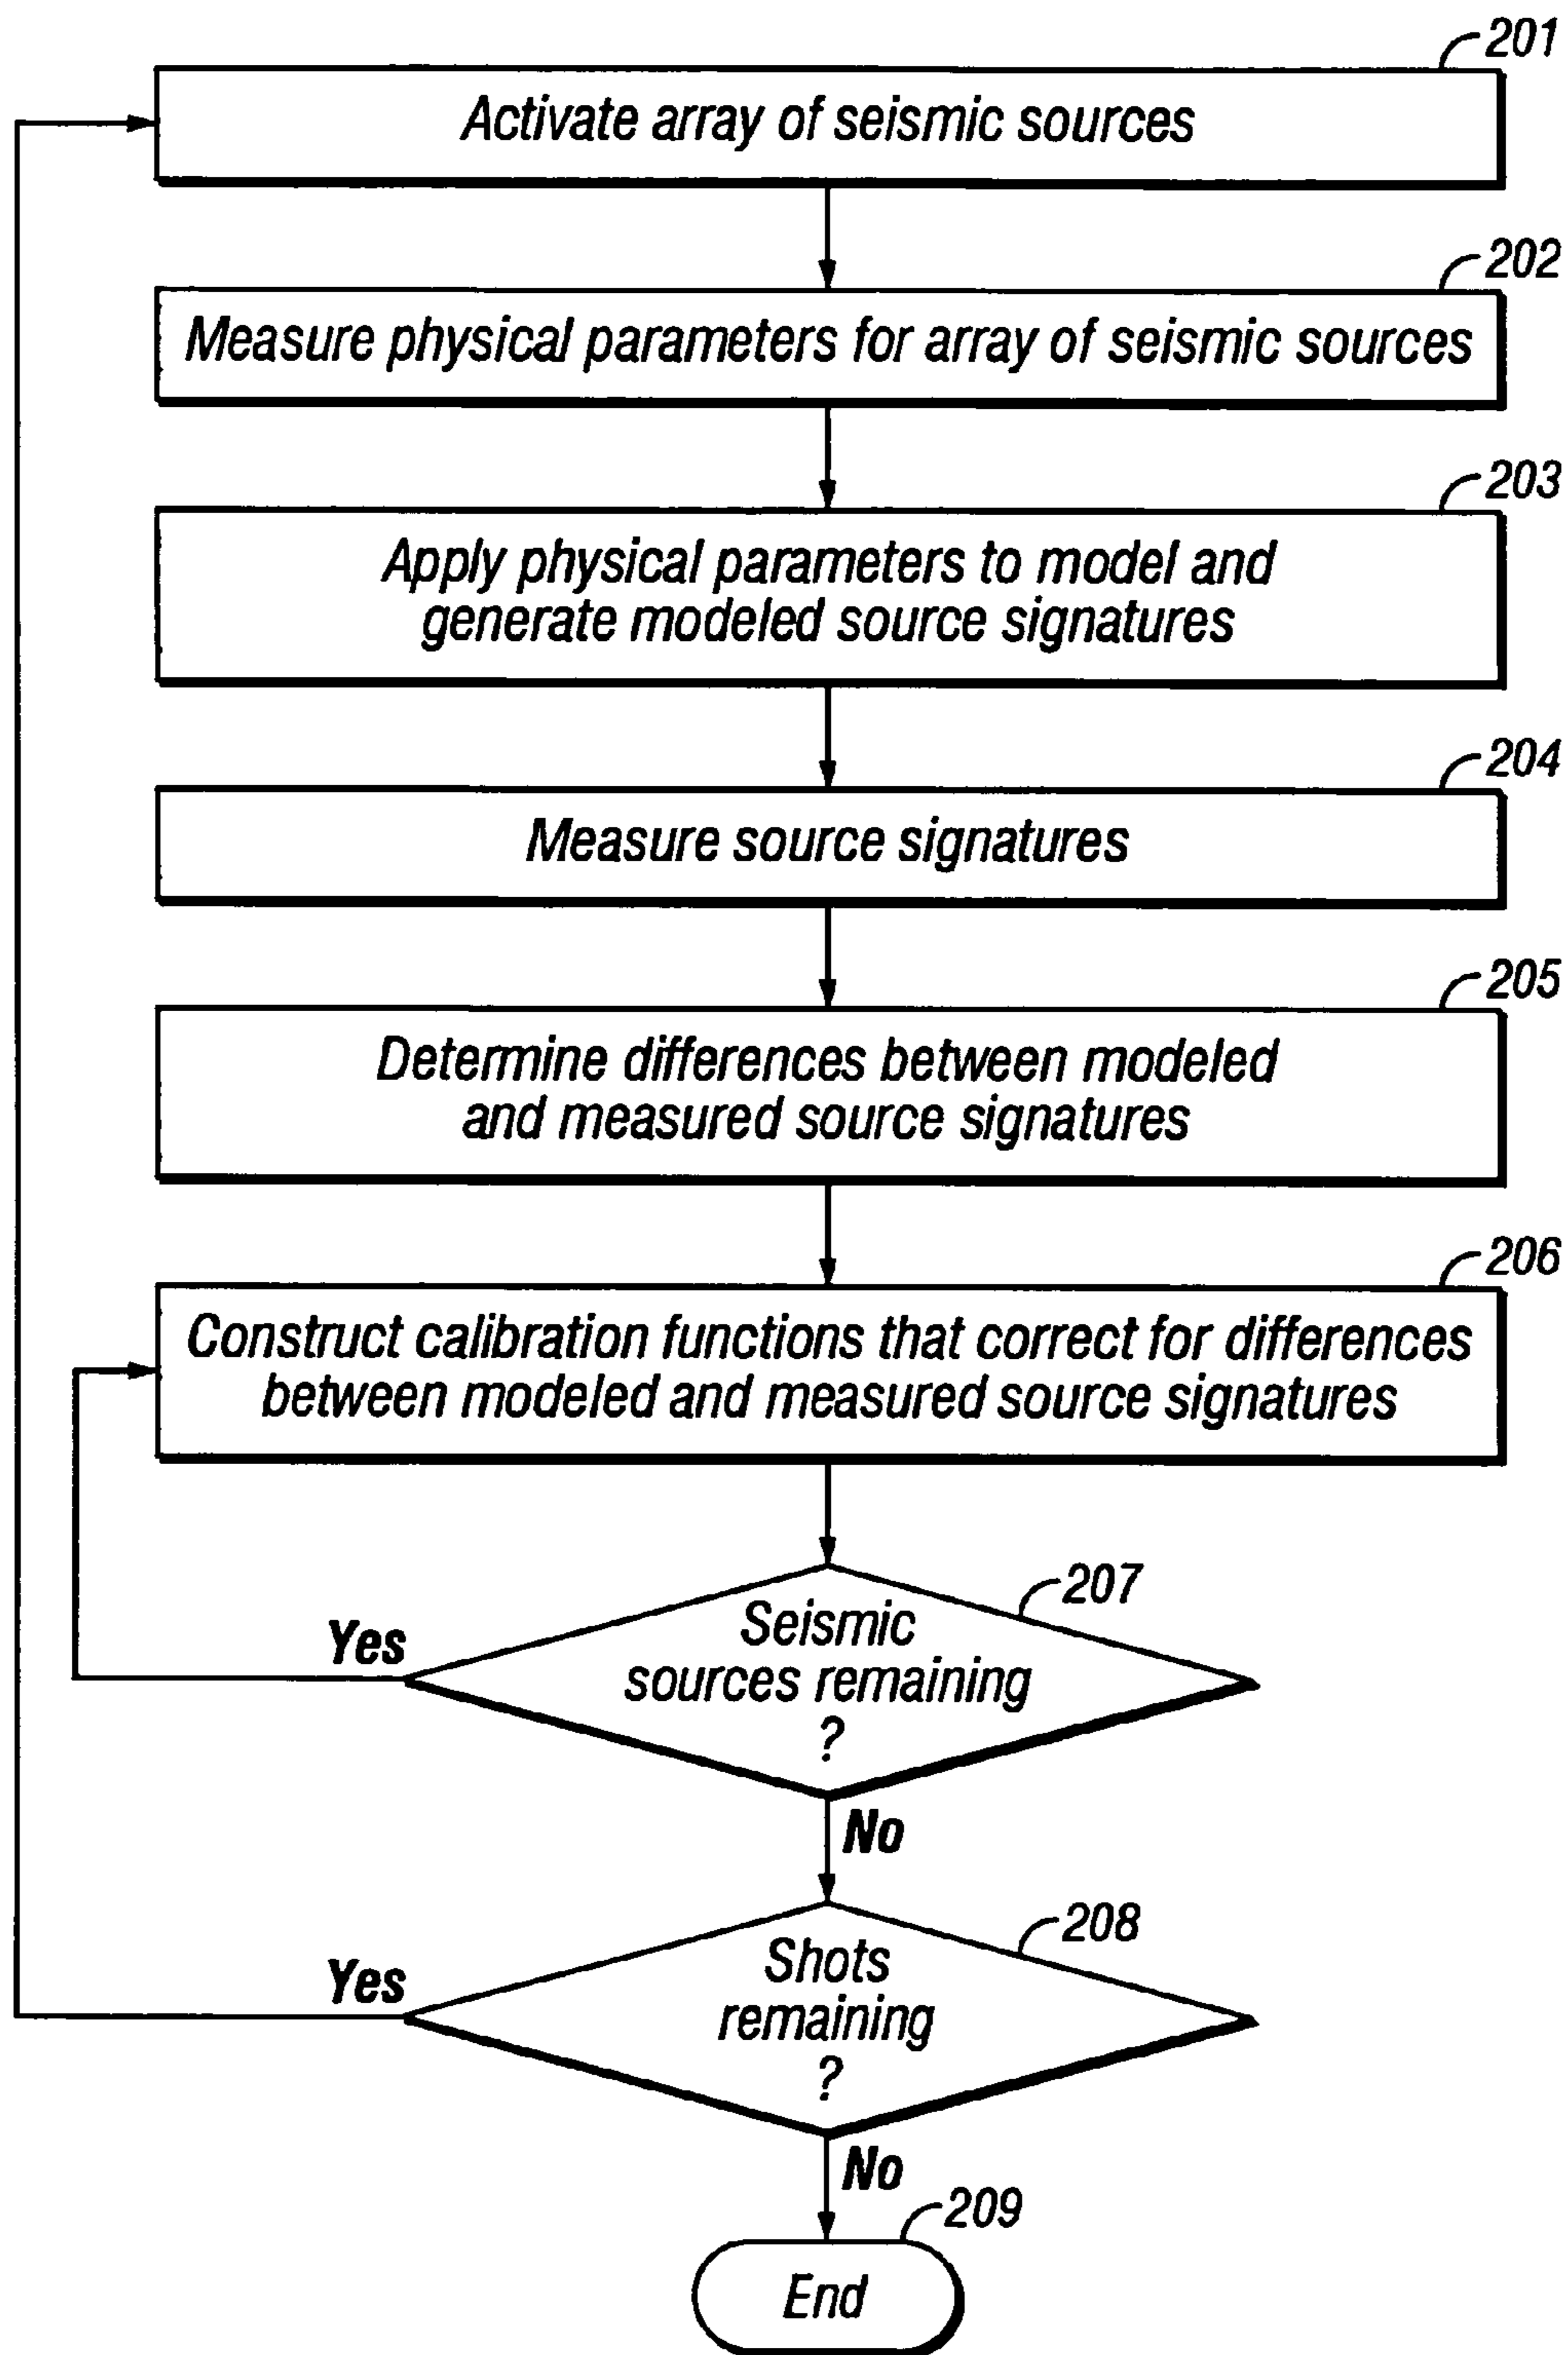 201
Activate array of seismic sources
202
Measure physical parameters for array of seismic sources
203
Apply physical parameters to model and
generate modeled source signatures
204
Measure source signatures
205
Determine differences between modeled
and measured source signatures
206
Construct calibration functions that correct for differences
between modeled and measured source signatures
207
Seismic
sources remaining
?
Yes
No
208
Shots
remaining
?
Yes
No
209
End